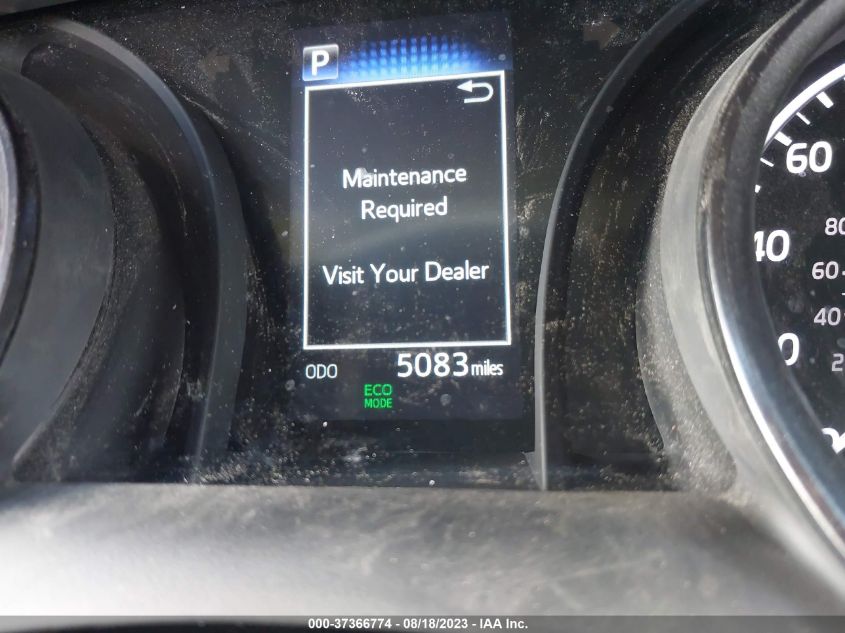 P
Maintenance
Required
Visit Your Dealer
ODO 5083 miles
ECO
MODE
60
40
80
60
40
000-37366774 - 08/18/2023 - IAA Inc.